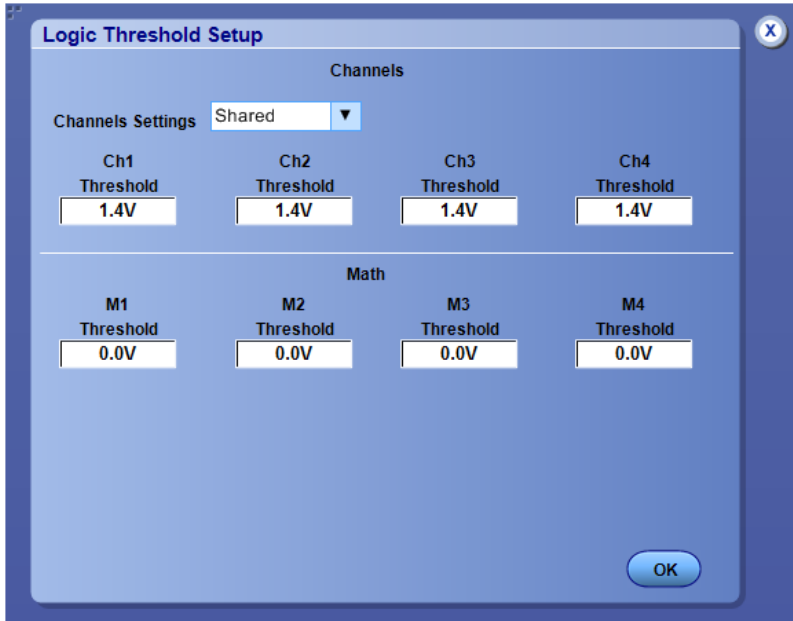 Logic Threshold Setup
X
Channels
Channels Settings Shared
Ch1 Ch2 Ch3 Ch4
Threshold Threshold Threshold Threshold
1.4V 1.4V 1.4V 1.4V
Math
M1 M2 M3 M4
Threshold Threshold Threshold Threshold
0.0V 0.0V 0.0V 0.0V
OK